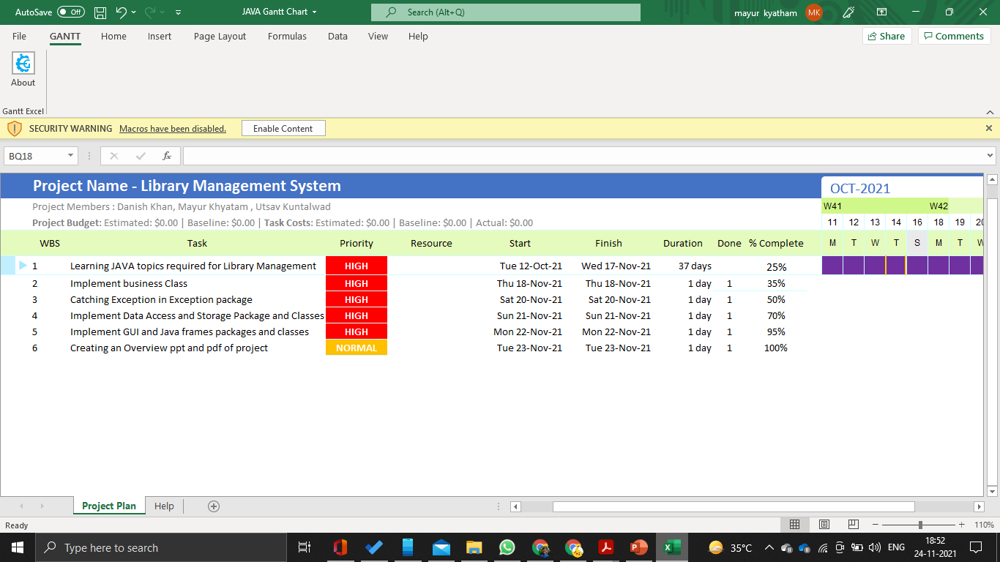 AutoSave Off JAVA Gantt Chart Search (Alt+Q) mayur kyatham MK
File GANTT Home Insert Page Layout Formulas Data View Help Share Comments
About
Gantt Excel
SECURITY WARNING Macros have been disabled. Enable Content
BQ18 fx
Project Name - Library Management System
OCT-2021
Project Members : Danish Khan, Mayur Khyatam , Utsav Kuntalwad
W41 W42
Project Budget: Estimated: $0.00 | Baseline: $0.00 | Task Costs: Estimated: $0.00 | Baseline: $0.00 | Actual: $0.00
11 12 13 14 16 18 19 20
WBS Task Priority Resource Start Finish Duration Done % Complete M T W T S M T W
1 Learning JAVA topics required for Library Management HIGH Tue 12-Oct-21 Wed 17-Nov-21 37 days 25%
2 Implement business Class HIGH Thu 18-Nov-21 Thu 18-Nov-21 1 day 1 35%
3 Catching Exception in Exception package HIGH Sat 20-Nov-21 Sat 20-Nov-21 1 day 1 50%
4 Implement Data Access and Storage Package and Classes HIGH Sun 21-Nov-21 Sun 21-Nov-21 1 day 1 70%
5 Implement GUI and Java frames packages and classes HIGH Mon 22-Nov-21 Mon 22-Nov-21 1 day 1 95%
6 Creating an Overview ppt and pdf of project NORMAL Tue 23-Nov-21 Tue 23-Nov-21 1 day 1 100%
Project Plan Help
Ready 110%
Type here to search 35°C ENG 18:52
24-11-2021